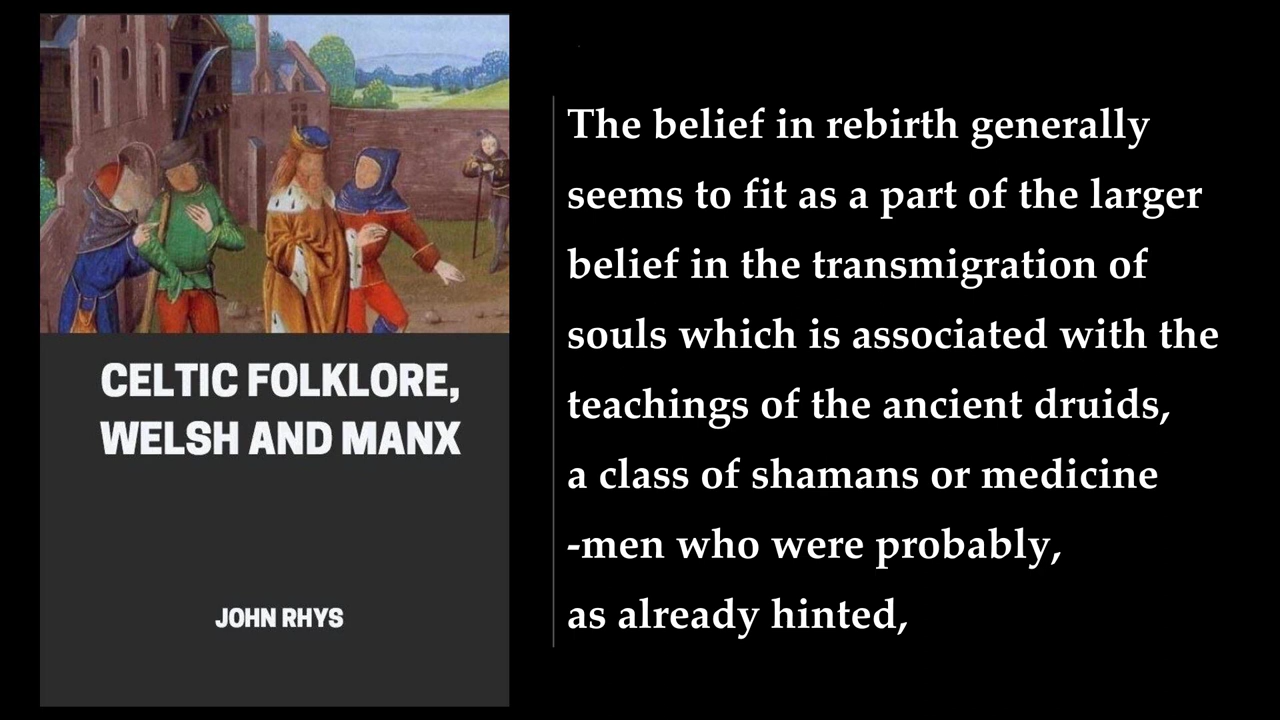 CELTIC FOLKLORE,
WELSH AND MANX
JOHN RHYS
The belief in rebirth generally
seems to fit as a part of the larger
belief in the transmigration of
souls which is associated with the
teachings of the ancient druids,
a class of shamans or medicine
-men who were probably,
as already hinted,